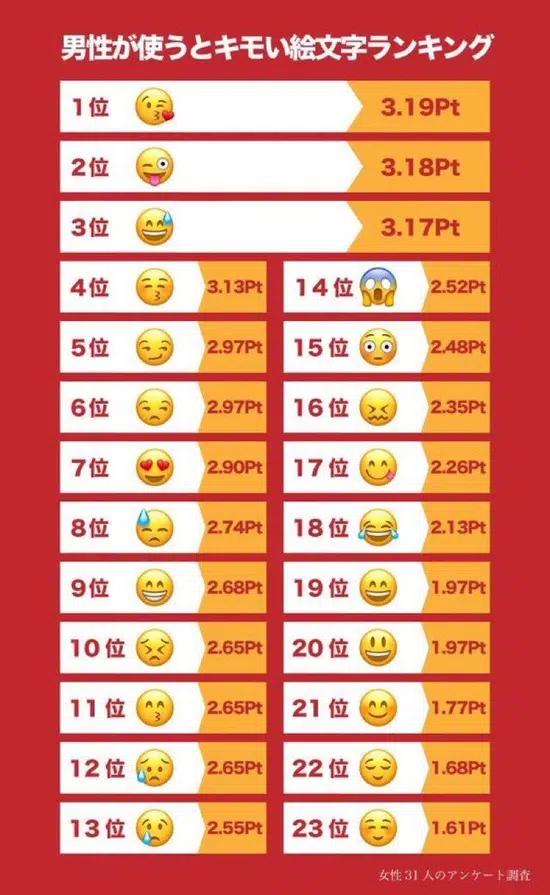 男性が使うとキモい絵文字ランキング
1位 😘 3.19Pt
2位 😜 3.18Pt
3位 😅 3.17Pt
4位 😚 3.13Pt
5位 😏 2.97Pt
6位 😒 2.97Pt
7位 😍 2.90Pt
8位 😓 2.74Pt
9位 😁 2.68Pt
10位 😣 2.65Pt
11位 😙 2.65Pt
12位 😥 2.65Pt
13位 😢 2.55Pt
14位 😱 2.52Pt
15位 😳 2.48Pt
16位 😖 2.35Pt
17位 😋 2.26Pt
18位 😂 2.13Pt
19位 😄 1.97Pt
20位 😃 1.97Pt
21位 😊 1.77Pt
22位 😌 1.68Pt
23位 ☺️ 1.61Pt
女性31人のアンケート調査